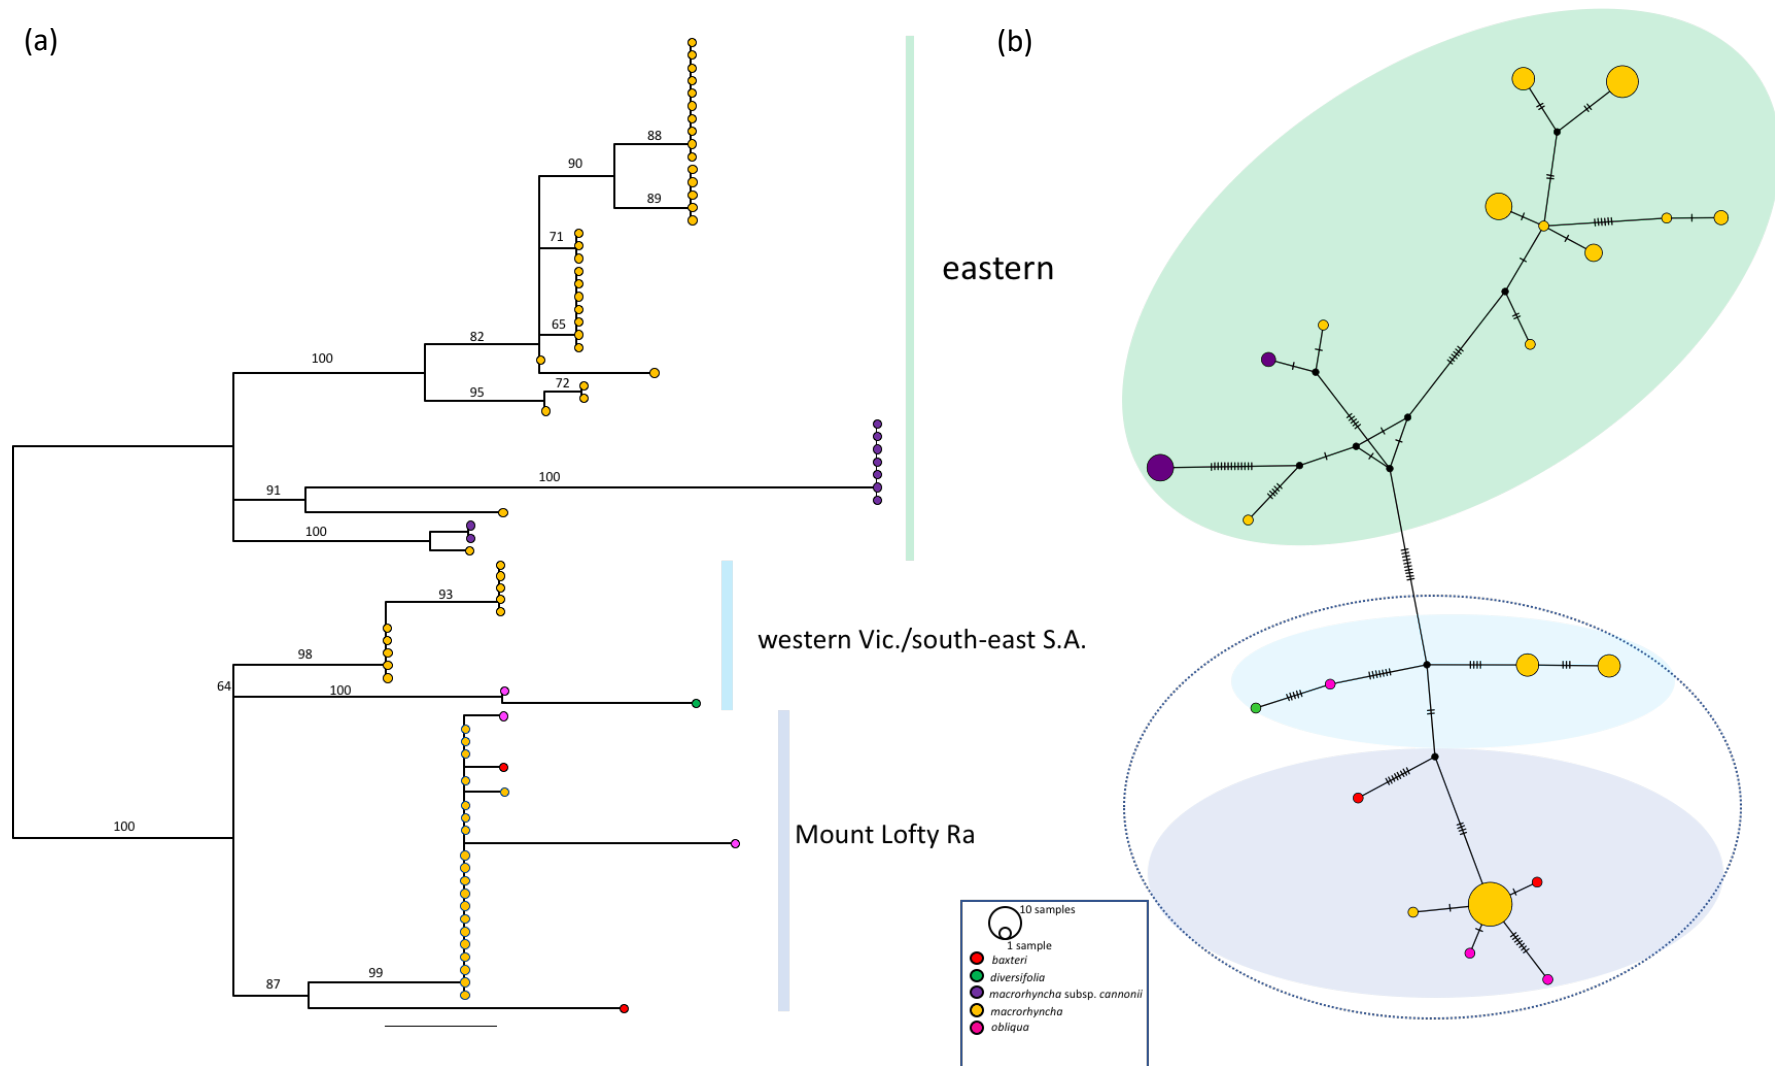 (a)
(b)
88
90
89
71
eastern
65
82
100
72
95
100
91
100
93
western Vic./south-east S.A.
98
64
100
Mount Lofty Ra
100
99
87
10 samples
1 sample
baxteri
diversifolia
macrorhyncha subsp. cannonii
macrorhyncha
obliqua